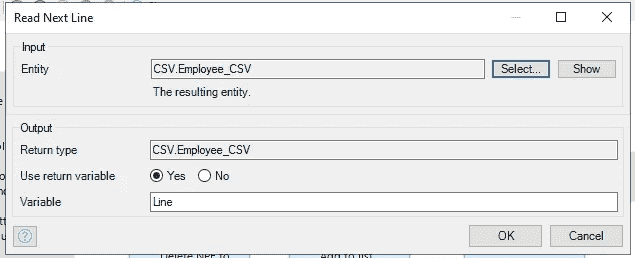 Read Next Line
Input
Entity
CSV.Employee_CSV
Select...
Show
The resulting entity.
Output
Return type
CSV.Employee_CSV
Use return variable
Yes
No
Variable
Line
?
OK
Cancel